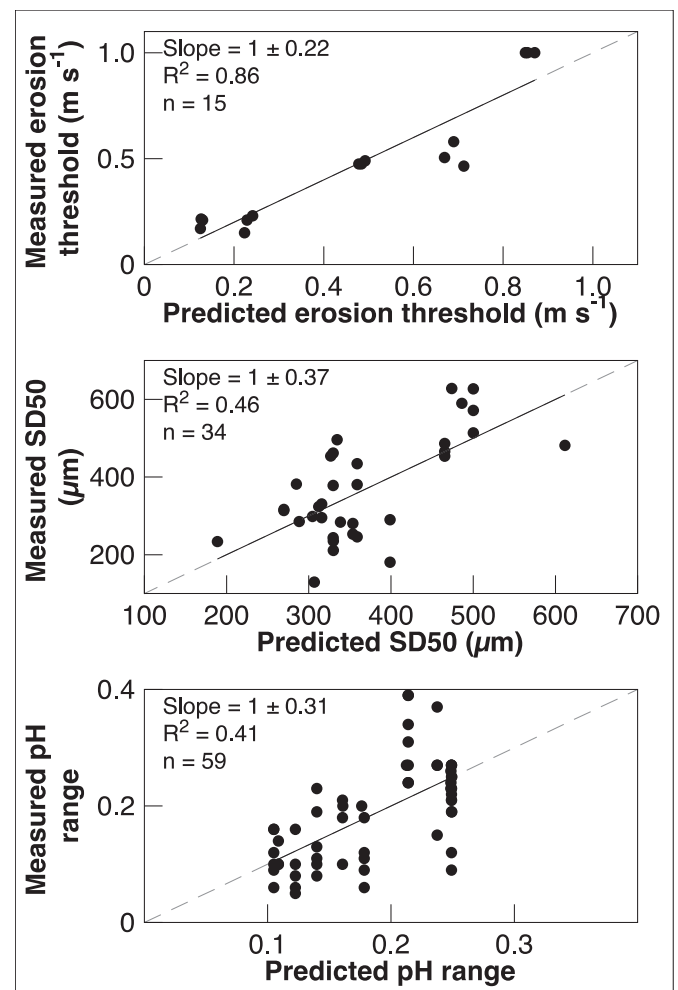 Slope = 1 ± 0.22
R² = 0.86
n = 15
Measured erosion
threshold (m s⁻¹)
1.0
0.5
0
0 0.2 0.4 0.6 0.8 1.0
Predicted erosion threshold (m s⁻¹)
Slope = 1 ± 0.37
R² = 0.46
n = 34
Measured SD50
(µm)
600
400
200
100 200 300 400 500 600 700
Predicted SD50 (µm)
Slope = 1 ± 0.31
R² = 0.41
n = 59
Measured pH
range
0.4
0.2
0
0.1 0.2 0.3
Predicted pH range